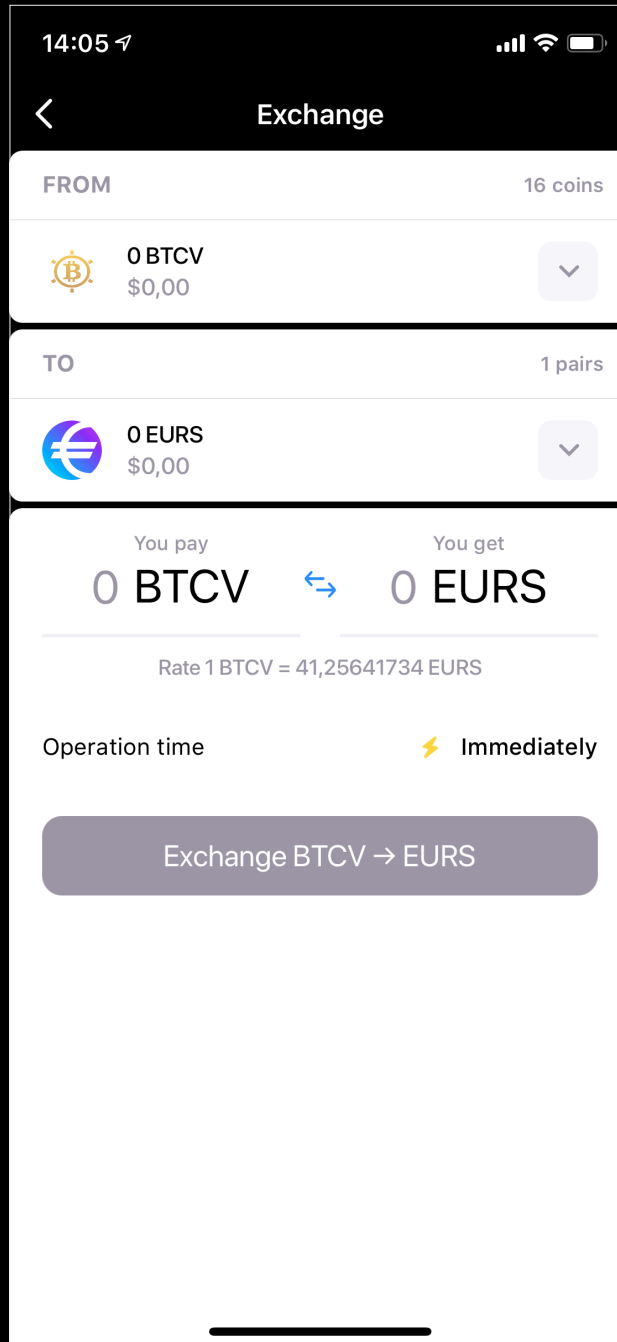 14:05
Exchange
FROM 16 coins
0 BTCV
$0,00
TO 1 pairs
0 EURS
$0,00
You pay You get
0 BTCV 0 EURS
Rate 1 BTCV = 41,25641734 EURS
Operation time ⚡ Immediately
Exchange BTCV → EURS